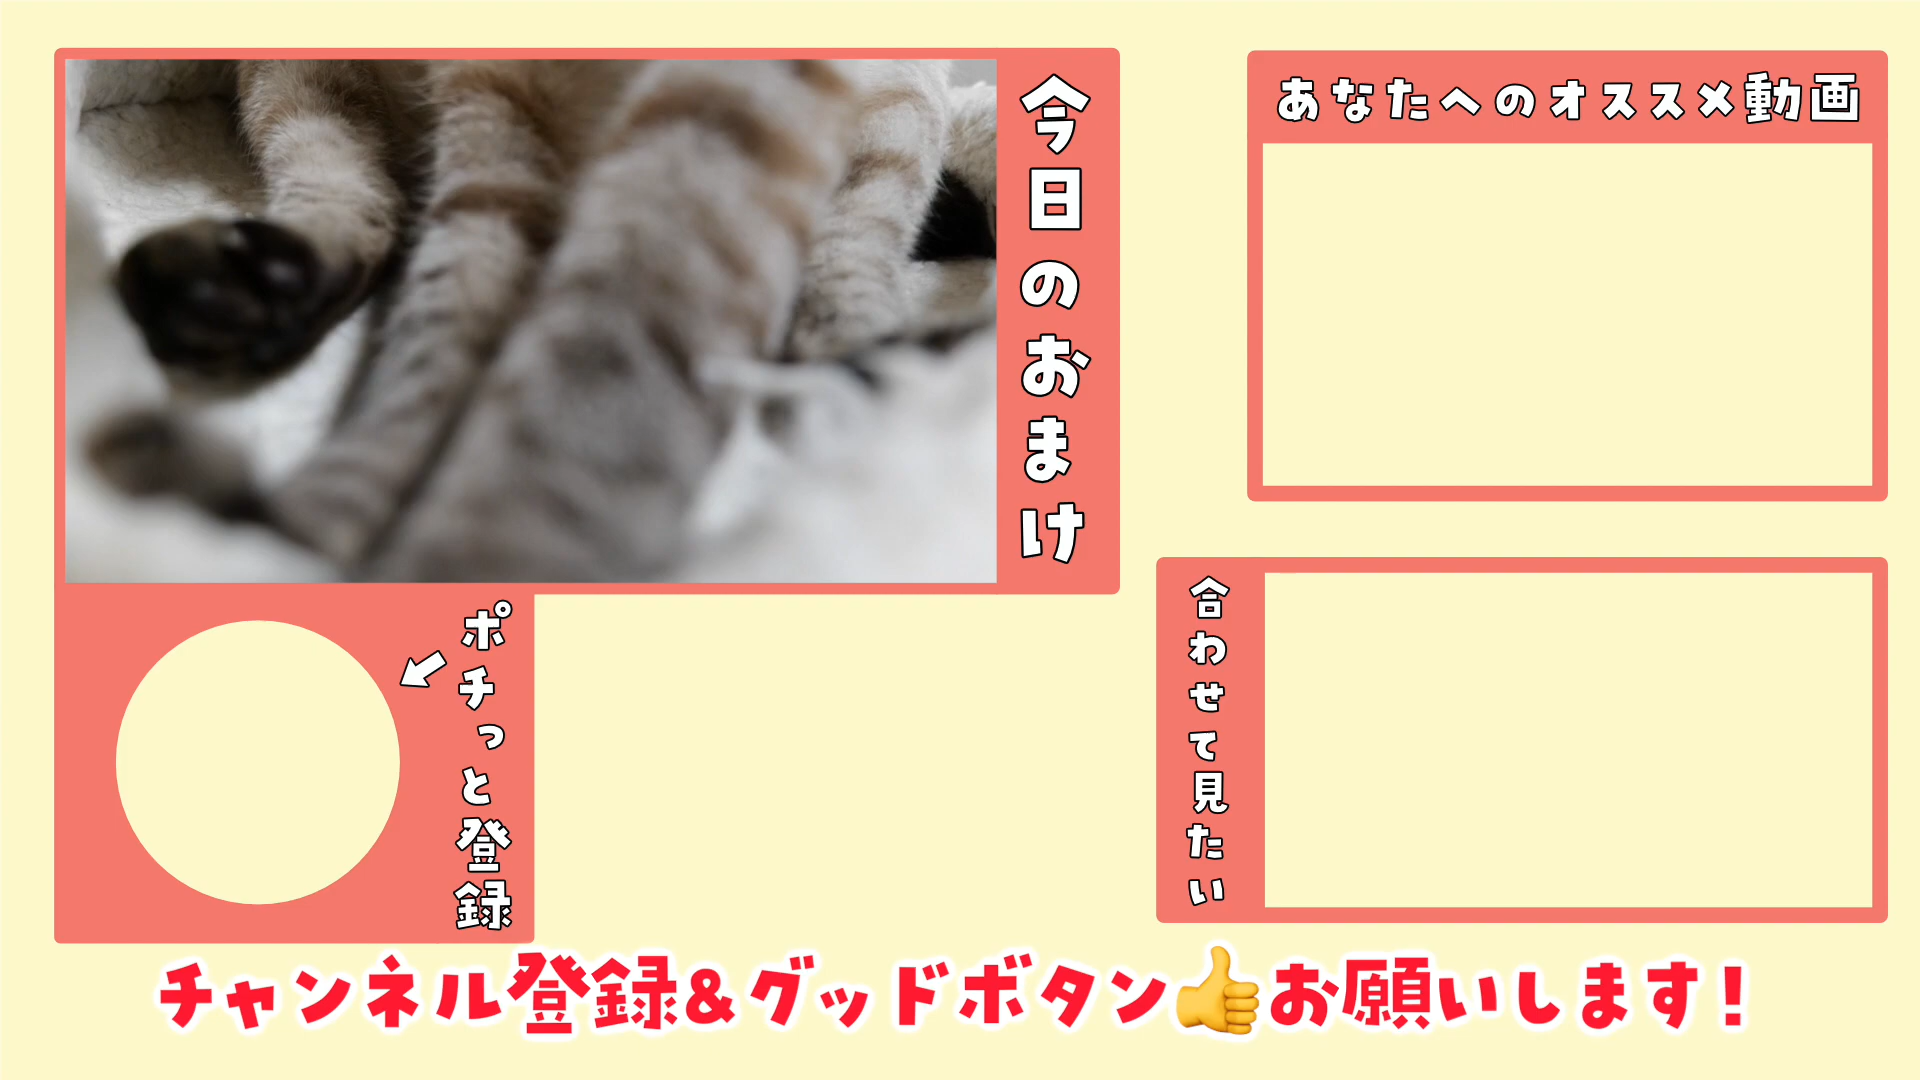 今日のおまけ
あなたへのオススメ動画
ポチっと登録
合わせて見たい
チャンネル登録&グッドボタン👍お願いします!